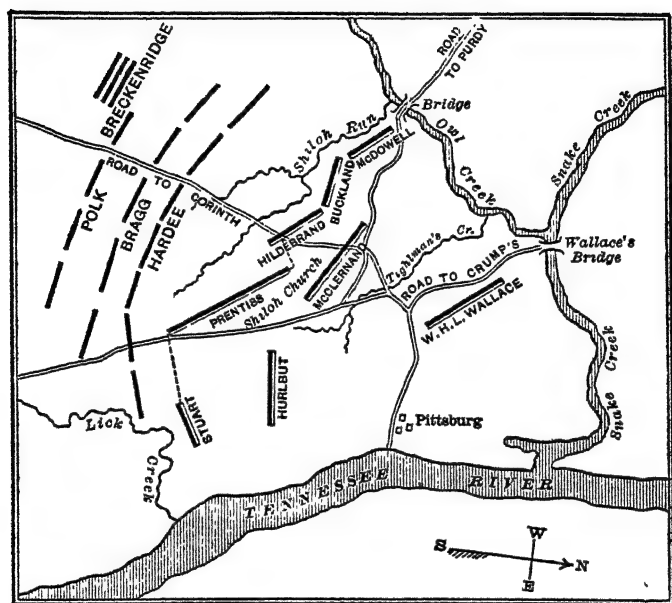 BRECKENRIDGE
POLK
BRAGG
HARDEE
ROAD TO CORINTH
Shiloh Run
ROAD TO PURDY
Bridge
Owl Creek
Snake Creek
McDOWELL
BUCKLAND
HILDEBRAND
McCLERNAND
Shiloh Church
PRENTISS
Tighlman's Cr.
ROAD TO CRUMP'S
Wallace's
Bridge
W.H.L. WALLACE
Snake Creek
STUART
HURLBUT
Pittsburg
Lick Creek
TENNESSEE RIVER
S
N
W
E